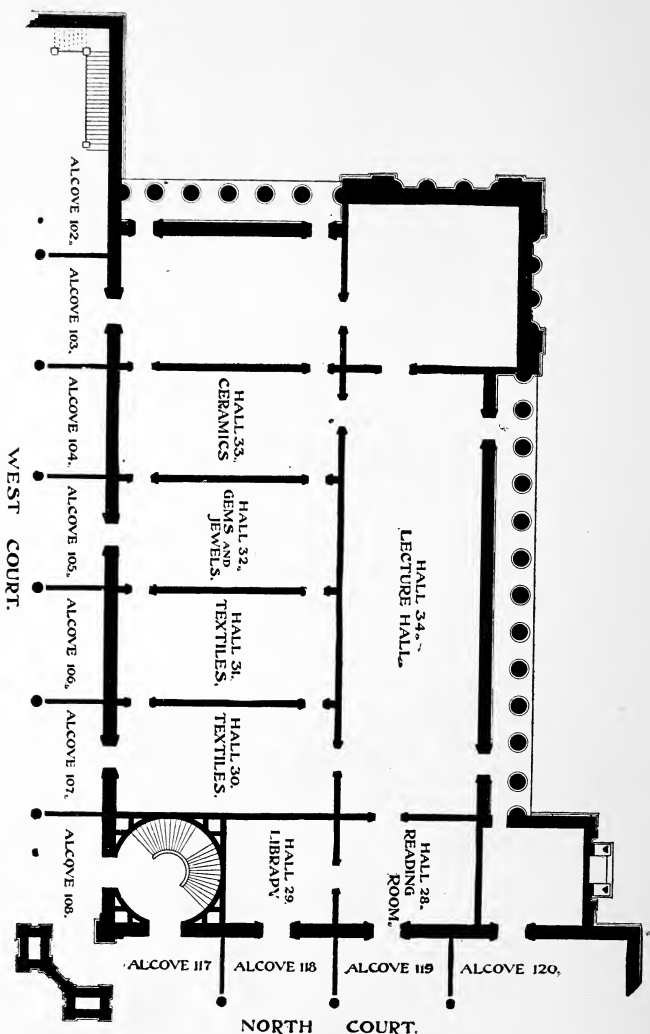 ALCOVE 102.
ALCOVE 103.
ALCOVE 104.
ALCOVE 105.
ALCOVE 106.
ALCOVE 107.
ALCOVE 108.
WEST COURT.
HALL 33.
CERAMICS
HALL 32.
GEMS AND
JEWELS.
HALL 31.
TEXTILES.
HALL 30.
TEXTILES.
HALL 29.
LIBRARY
HALL 34.
LECTURE HALL.
HALL 28.
READING
ROOM.
ALCOVE 117
ALCOVE 118
ALCOVE 119
ALCOVE 120.
NORTH COURT.